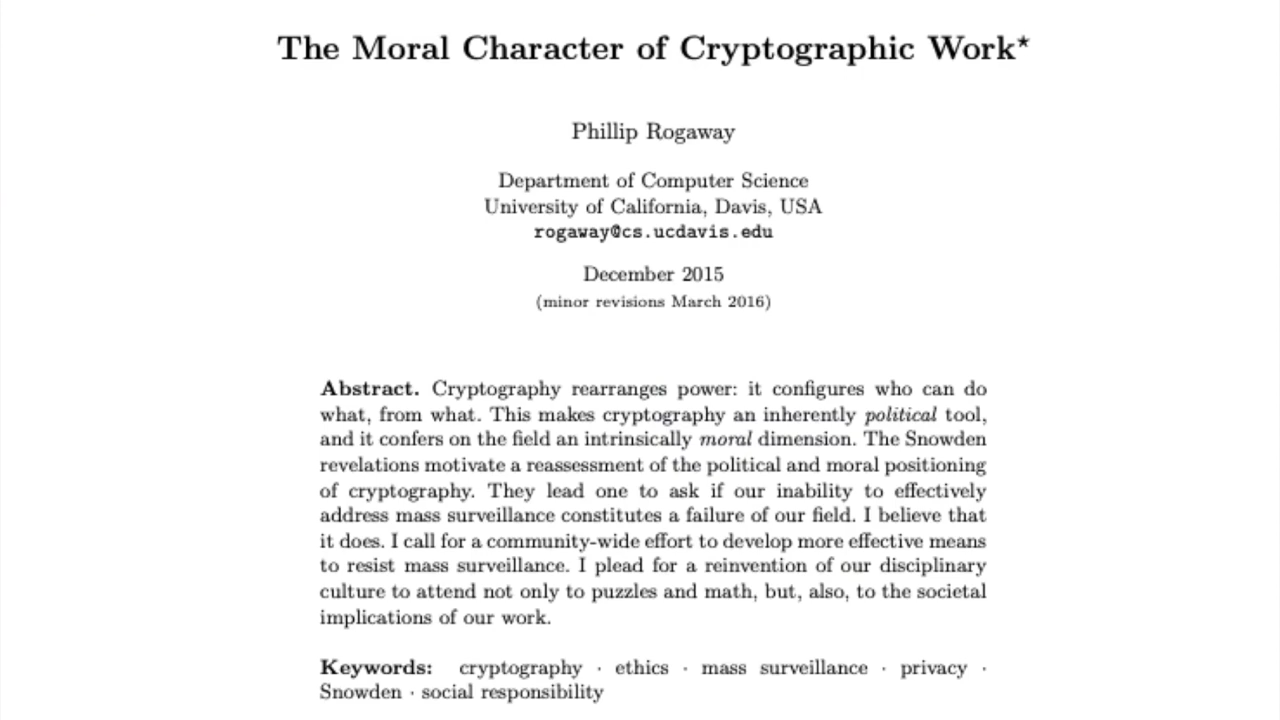 The Moral Character of Cryptographic Work*
Phillip Rogaway
Department of Computer Science
University of California, Davis, USA
rogaway@cs.ucdavis.edu
December 2015
(minor revisions March 2016)
Abstract. Cryptography rearranges power: it configures who can do
what, from what. This makes cryptography an inherently political tool,
and it confers on the field an intrinsically moral dimension. The Snowden
revelations motivate a reassessment of the political and moral positioning
of cryptography. They lead one to ask if our inability to effectively
address mass surveillance constitutes a failure of our field. I believe that
it does. I call for a community-wide effort to develop more effective means
to resist mass surveillance. I plead for a reinvention of our disciplinary
culture to attend not only to puzzles and math, but, also, to the societal
implications of our work.
Keywords: cryptography · ethics · mass surveillance · privacy ·
Snowden · social responsibility